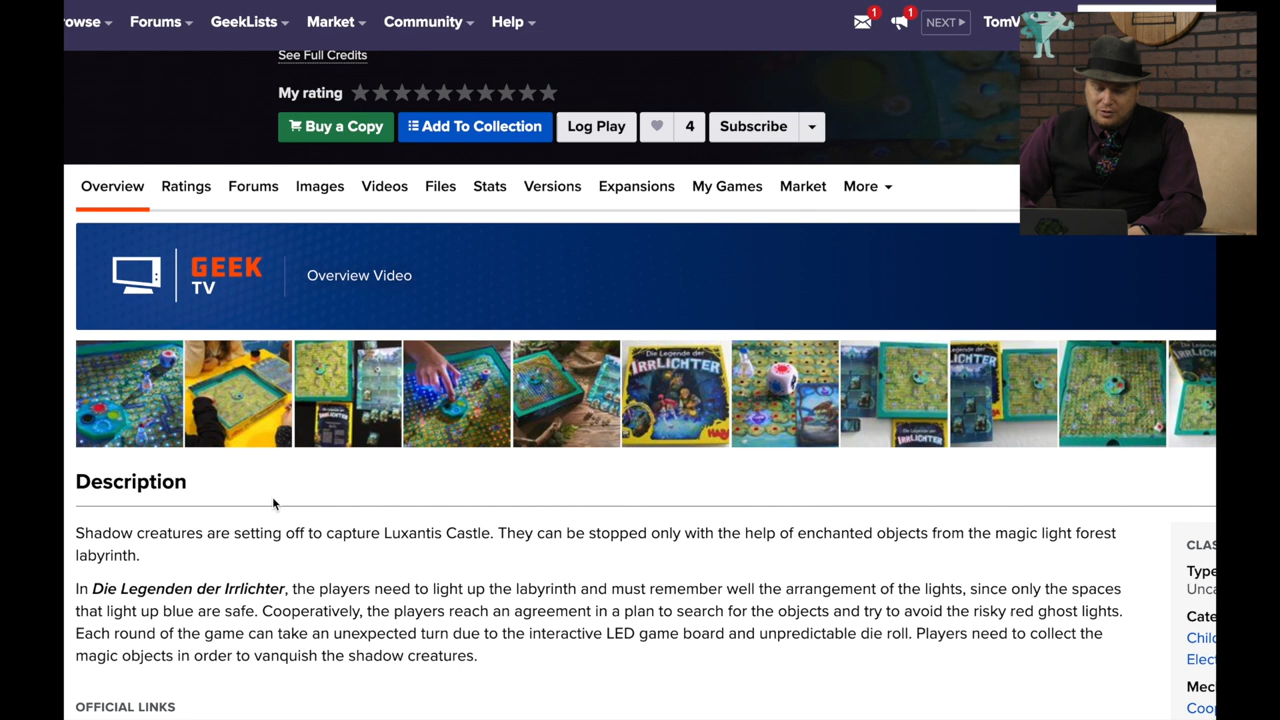 owse Forums GeekLists Market Community Help 1 1 NEXT TomV
See Full Credits
My rating
Buy a Copy Add To Collection Log Play 4 Subscribe
Overview Ratings Forums Images Videos Files Stats Versions Expansions My Games Market More
GEEK
TV
Overview Video
Die Legende der
IRRLICHTER
HABA
IRRLICHTER
Description
Shadow creatures are setting off to capture Luxantis Castle. They can be stopped only with the help of enchanted objects from the magic light forest
labyrinth.
In Die Legenden der Irrlichter, the players need to light up the labyrinth and must remember well the arrangement of the lights, since only the spaces
that light up blue are safe. Cooperatively, the players reach an agreement in a plan to search for the objects and try to avoid the risky red ghost lights.
Each round of the game can take an unexpected turn due to the interactive LED game board and unpredictable die roll. Players need to collect the
magic objects in order to vanquish the shadow creatures.
OFFICIAL LINKS
CLAS
Type
Unca
Cate
Chilc
Elec
Mec
Coop